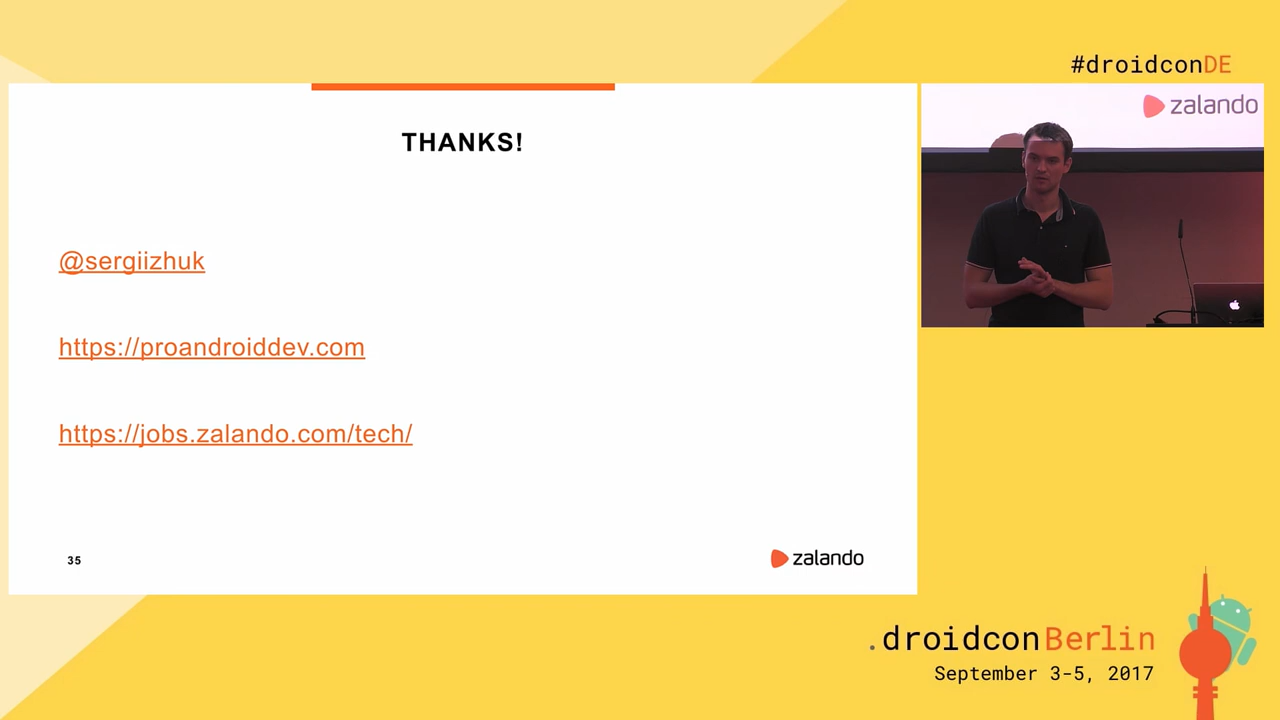 #droidconDE
THANKS!
zalando
@sergiizhuk
https://proandroiddev.com
https://jobs.zalando.com/tech/
35
zalando
.droidconBerlin
September 3-5, 2017